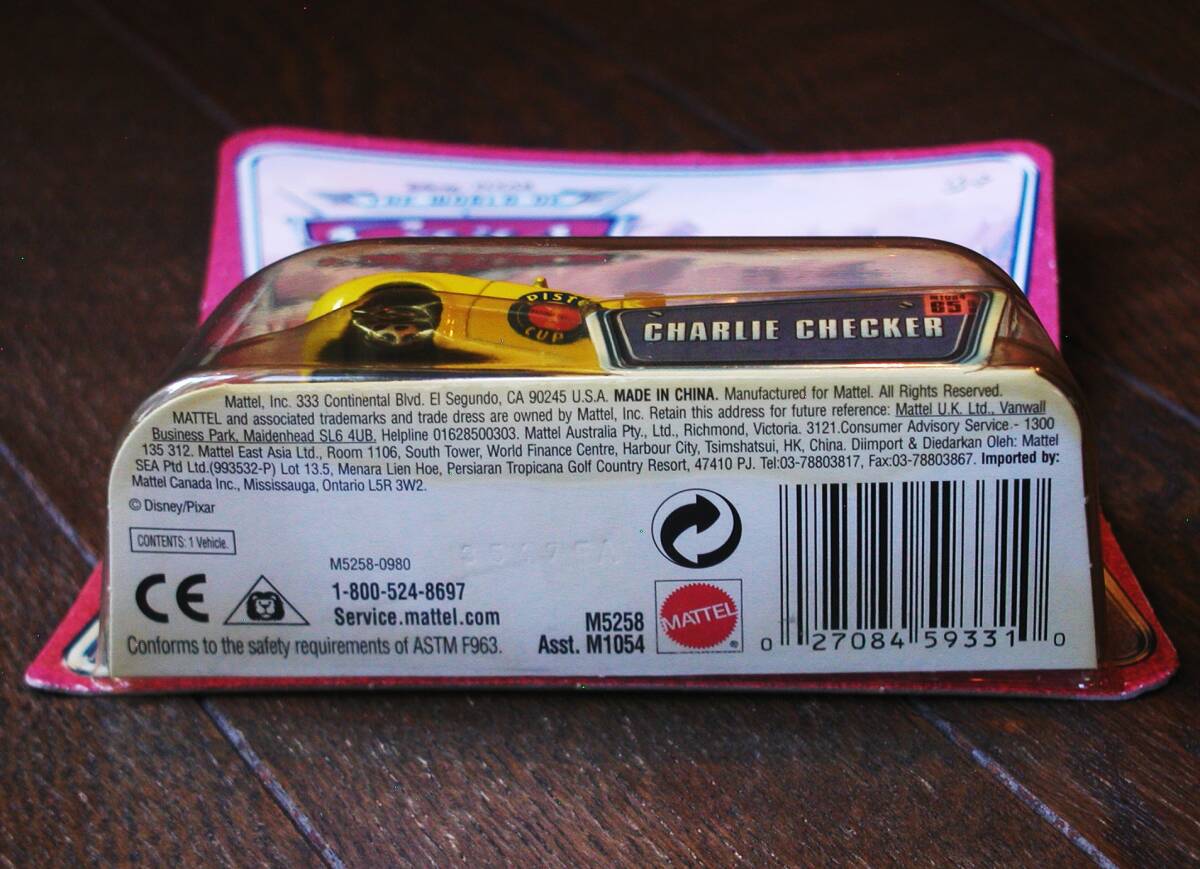 THE WORLD OF
PISTON
CUP
CHARLIE CHECKER
85
Mattel, Inc. 333 Continental Blvd. El Segundo, CA 90245 U.S.A. MADE IN CHINA. Manufactured for Mattel. All Rights Reserved.
MATTEL and associated trademarks and trade dress are owned by Mattel, Inc. Retain this address for future reference: Mattel U.K. Ltd., Vanwall
Business Park, Maidenhead SL6 4UB, Helpline 01628500303. Mattel Australia Pty., Ltd., Richmond, Victoria. 3121.Consumer Advisory Service.- 1300
135 312. Mattel East Asia Ltd., Room 1106, South Tower, World Finance Centre, Harbour City, Tsimshatsui, HK, China. Diimport & Diedarkan Oleh: Mattel
SEA Ptd Ltd.(993532-P) Lot 13.5, Menara Lien Hoe, Persiaran Tropicana Golf Country Resort, 47410 PJ. Tel:03-78803817, Fax:03-78803867. Imported by:
Mattel Canada Inc., Mississauga, Ontario L5R 3W2.
© Disney/Pixar
CONTENTS: 1 Vehicle.
M5258-0980
CE
1-800-524-8697
Service.mattel.com
Conforms to the safety requirements of ASTM F963.
M5258
Asst. M1054
MATTEL
®
0 27084 59331 0